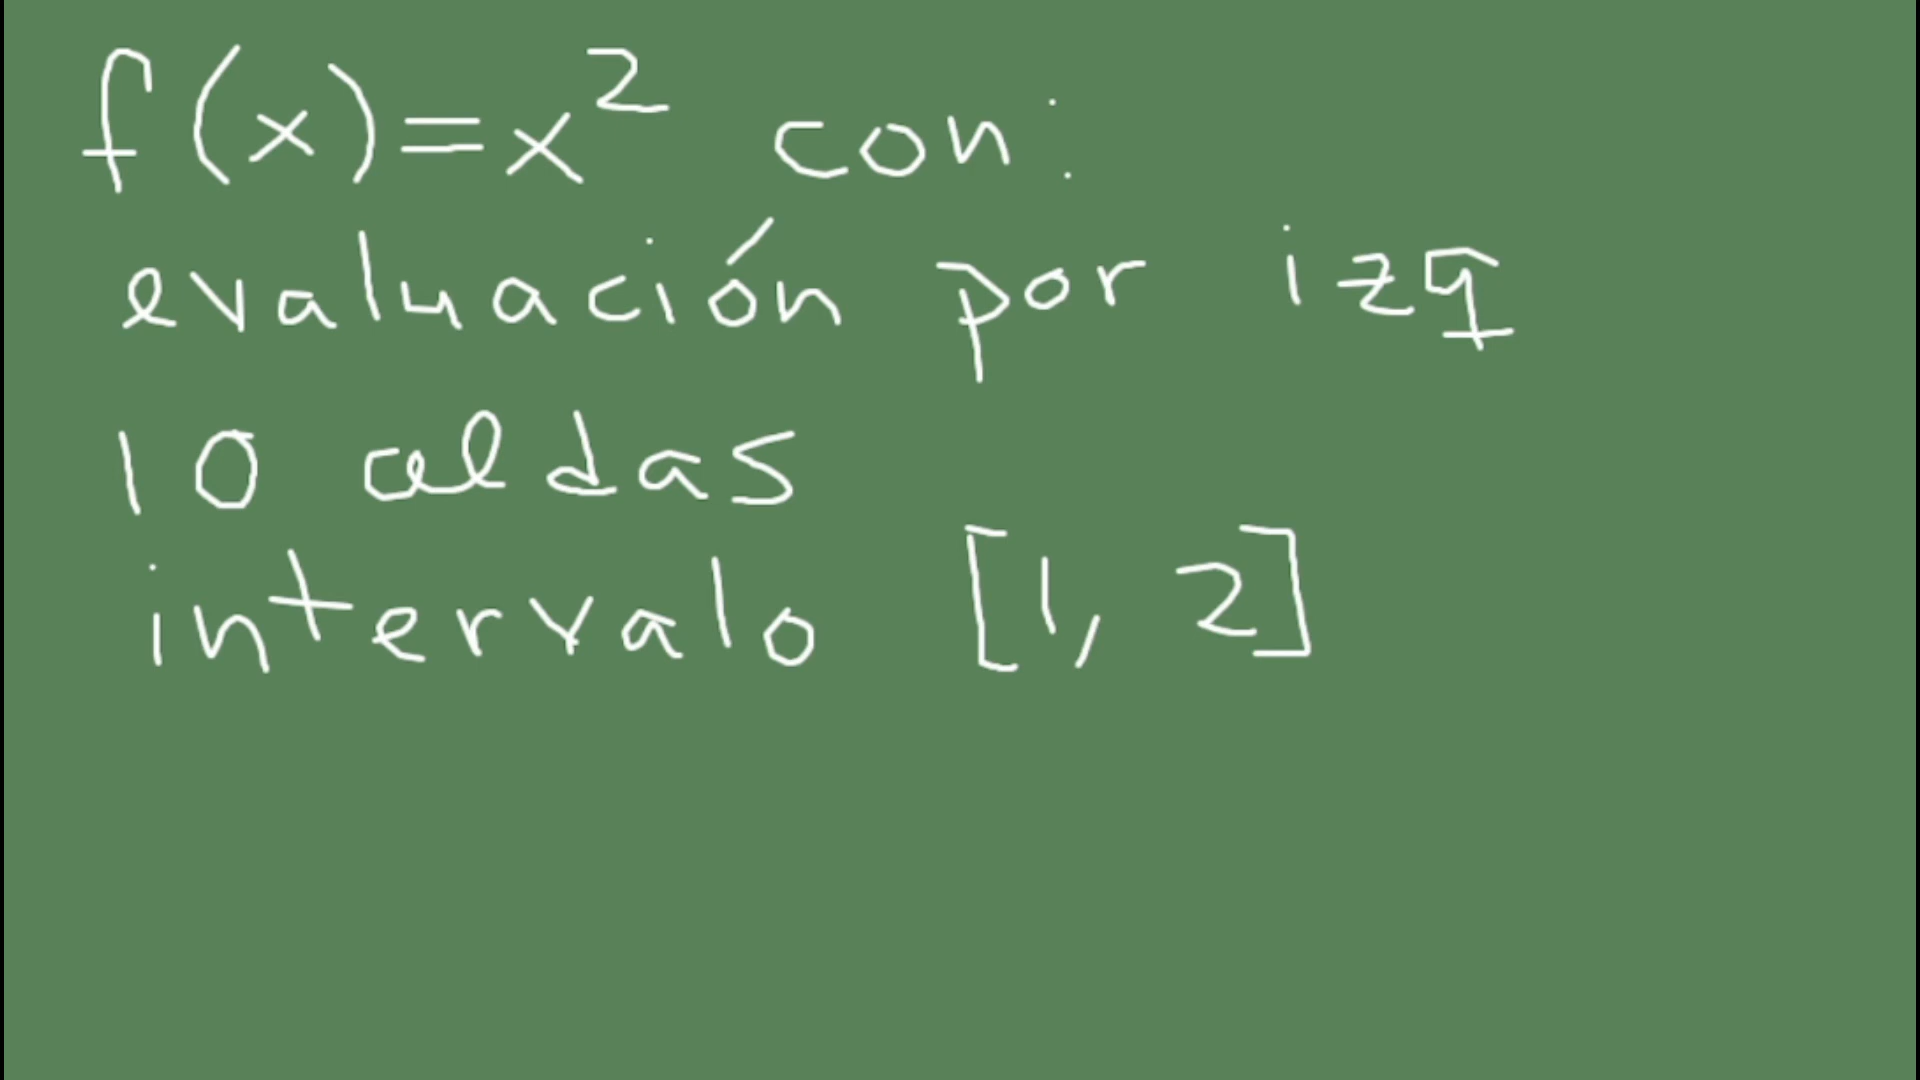 f(x)=x² con:
evaluación por izq
10 celdas
intervalo [1, 2]